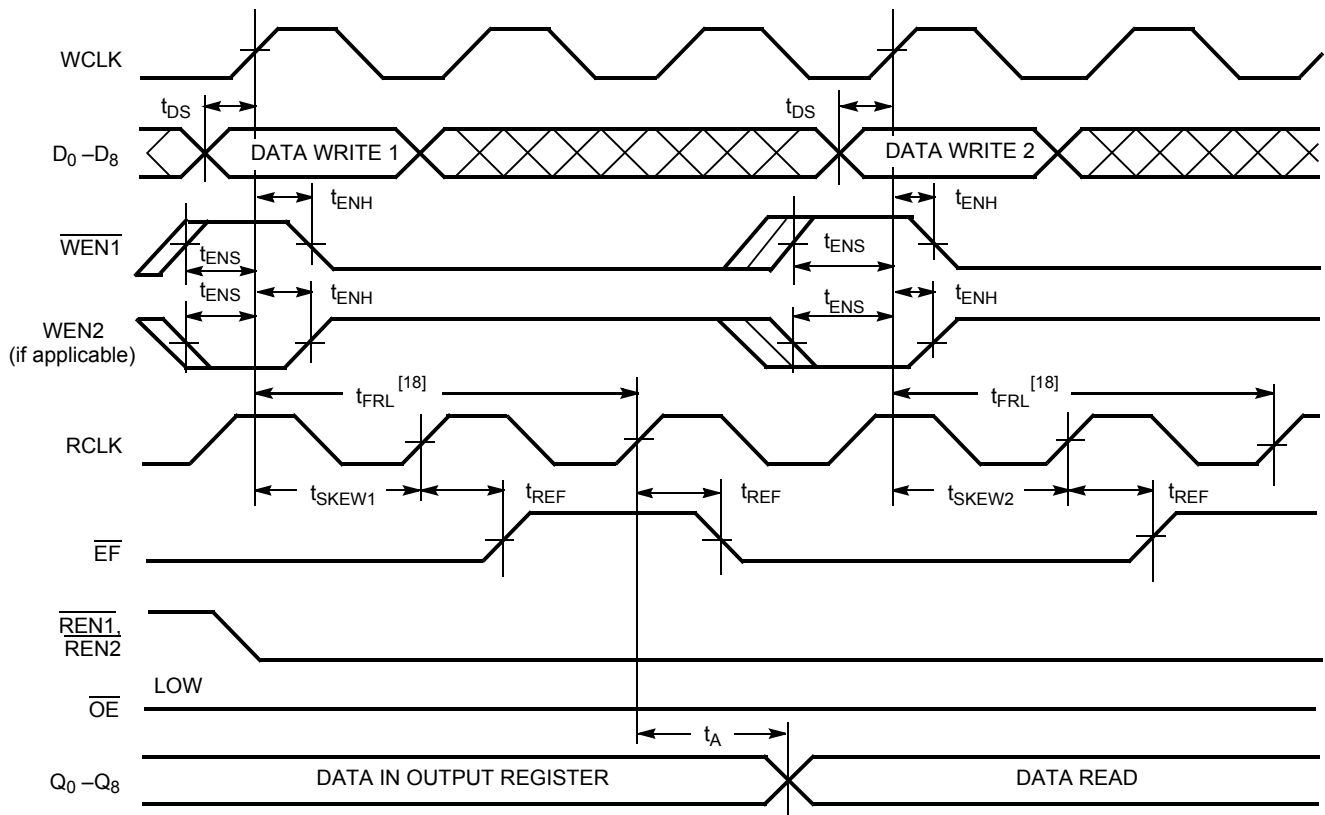 WCLK
tDS tDS
D0 –D8 DATA WRITE 1 DATA WRITE 2
tENH tENH
WEN1
tENS tENS
tENS tENH tENS tENH
WEN2
(if applicable)
tFRL [18] tFRL [18]
RCLK
tSKEW1 tREF tREF tSKEW2 tREF
EF
REN1,
REN2
LOW
OE
tA
Q0 –Q8 DATA IN OUTPUT REGISTER DATA READ